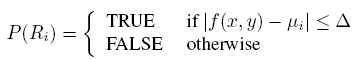 P(R_i) = { TRUE if |f(x, y) − μ_i| ≤ Δ
FALSE otherwise